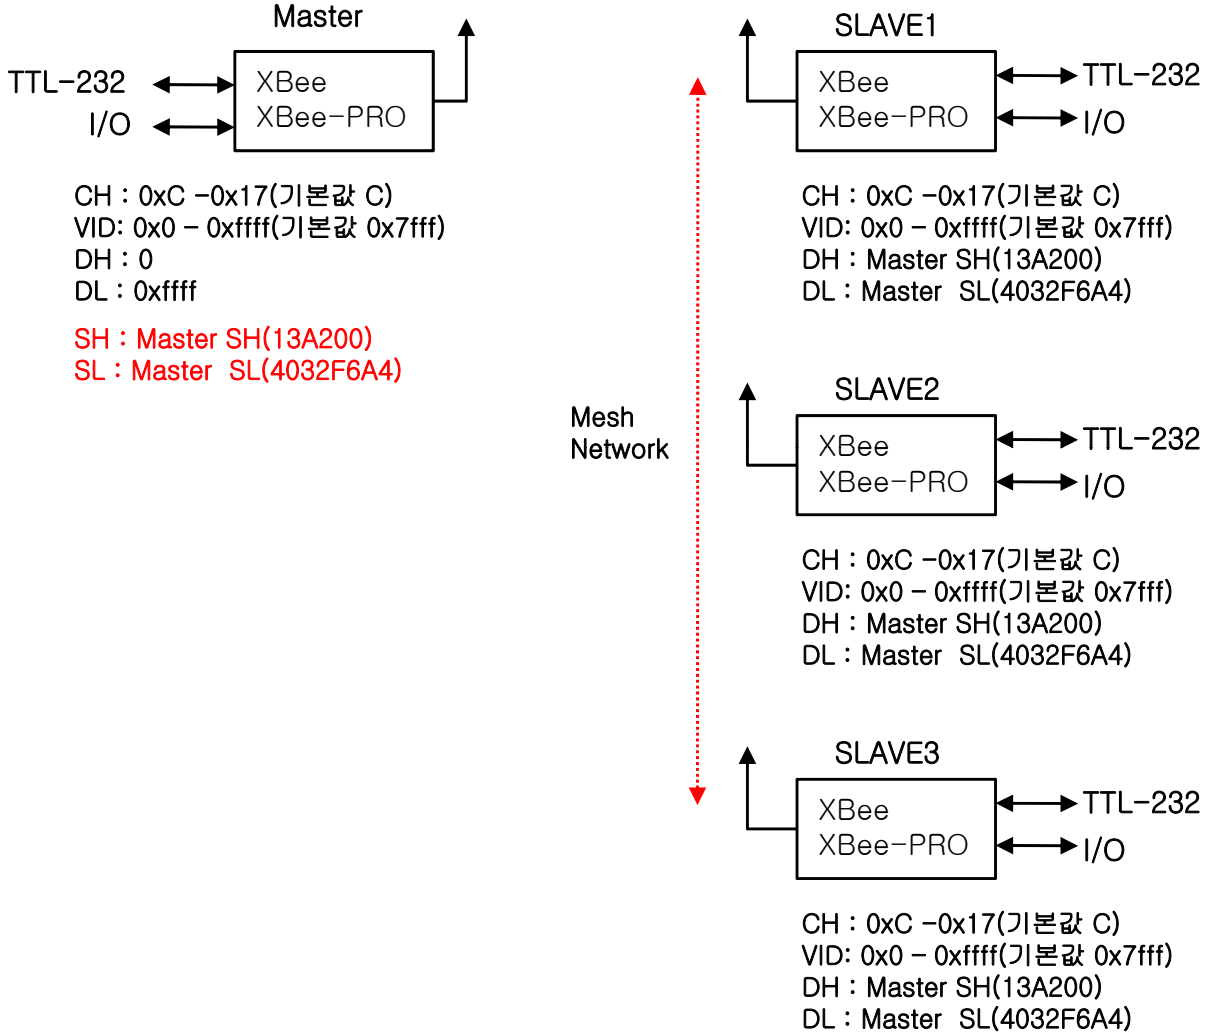 Master
TTL-232
I/O
XBee
XBee-PRO
CH : 0xC -0x17(기본값 C)
VID: 0x0 - 0xffff(기본값 0x7fff)
DH : 0
DL : 0xffff
SH : Master SH(13A200)
SL : Master SL(4032F6A4)
Mesh
Network
SLAVE1
XBee
XBee-PRO
TTL-232
I/O
CH : 0xC -0x17(기본값 C)
VID: 0x0 - 0xffff(기본값 0x7fff)
DH : Master SH(13A200)
DL : Master SL(4032F6A4)
SLAVE2
XBee
XBee-PRO
TTL-232
I/O
CH : 0xC -0x17(기본값 C)
VID: 0x0 - 0xffff(기본값 0x7fff)
DH : Master SH(13A200)
DL : Master SL(4032F6A4)
SLAVE3
XBee
XBee-PRO
TTL-232
I/O
CH : 0xC -0x17(기본값 C)
VID: 0x0 - 0xffff(기본값 0x7fff)
DH : Master SH(13A200)
DL : Master SL(4032F6A4)